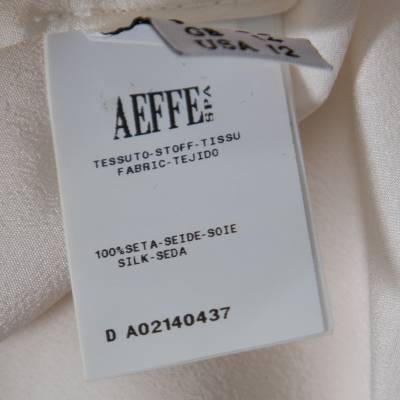 USA 12
AEFFE SPA
TESSUTO-STOFF-TISSU
FABRIC-TEJIDO
100%SETA-SEIDE-SOIE
SILK-SEDA
D A02140437